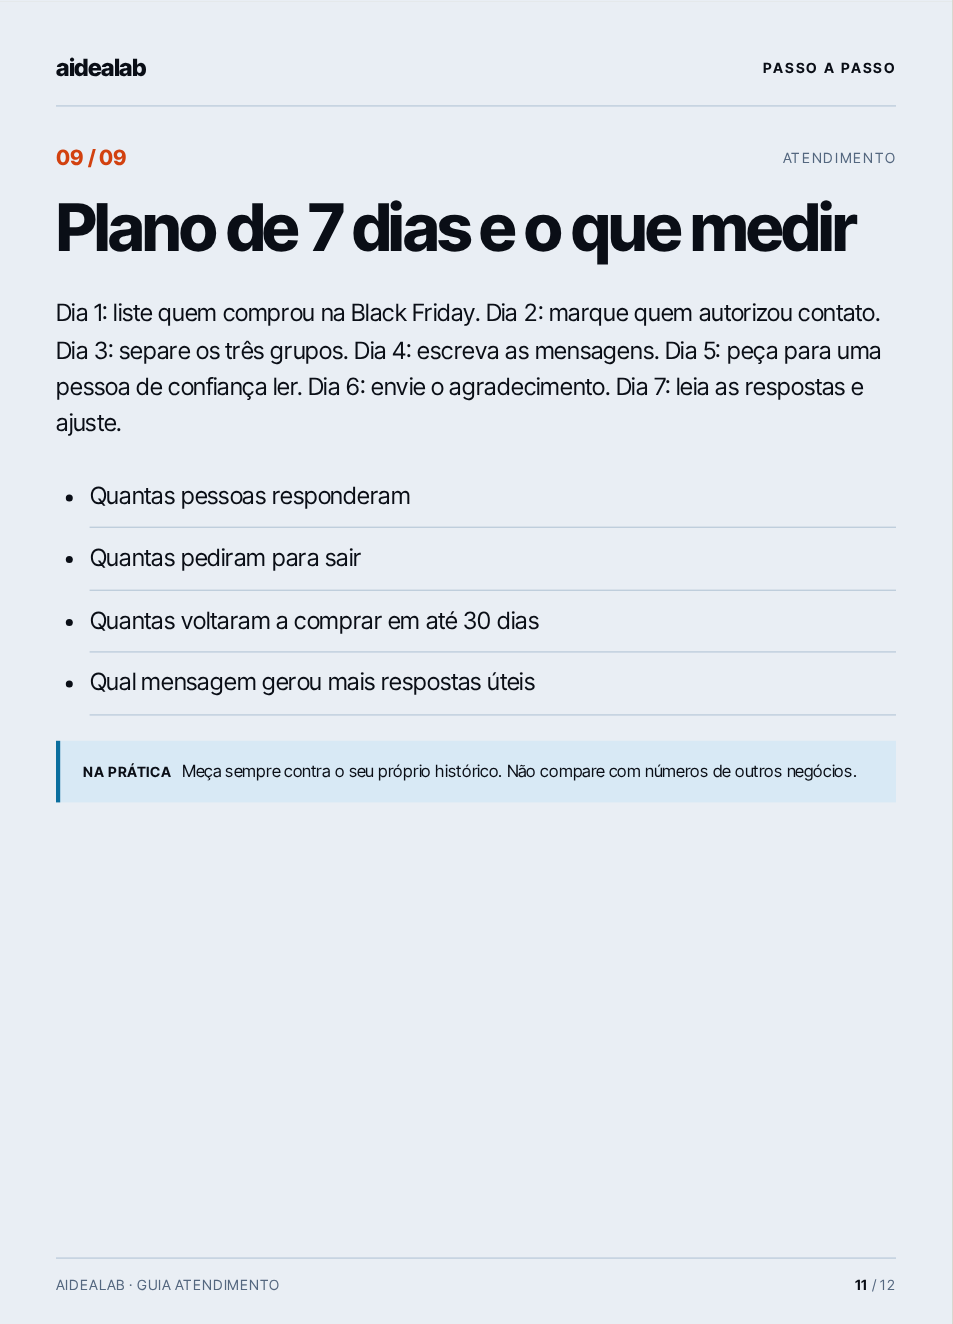 aidealab
PASSO A PASSO
09 / 09
ATENDIMENTO
Plano de 7 dias e o que medir
Dia 1: liste quem comprou na Black Friday. Dia 2: marque quem autorizou contato.
Dia 3: separe os três grupos. Dia 4: escreva as mensagens. Dia 5: peça para uma
pessoa de confiança ler. Dia 6: envie o agradecimento. Dia 7: leia as respostas e
ajuste.
• Quantas pessoas responderam
• Quantas pediram para sair
• Quantas voltaram a comprar em até 30 dias
• Qual mensagem gerou mais respostas úteis
NA PRÁTICA Meça sempre contra o seu próprio histórico. Não compare com números de outros negócios.
AIDEALAB · GUIA ATENDIMENTO
11 / 12